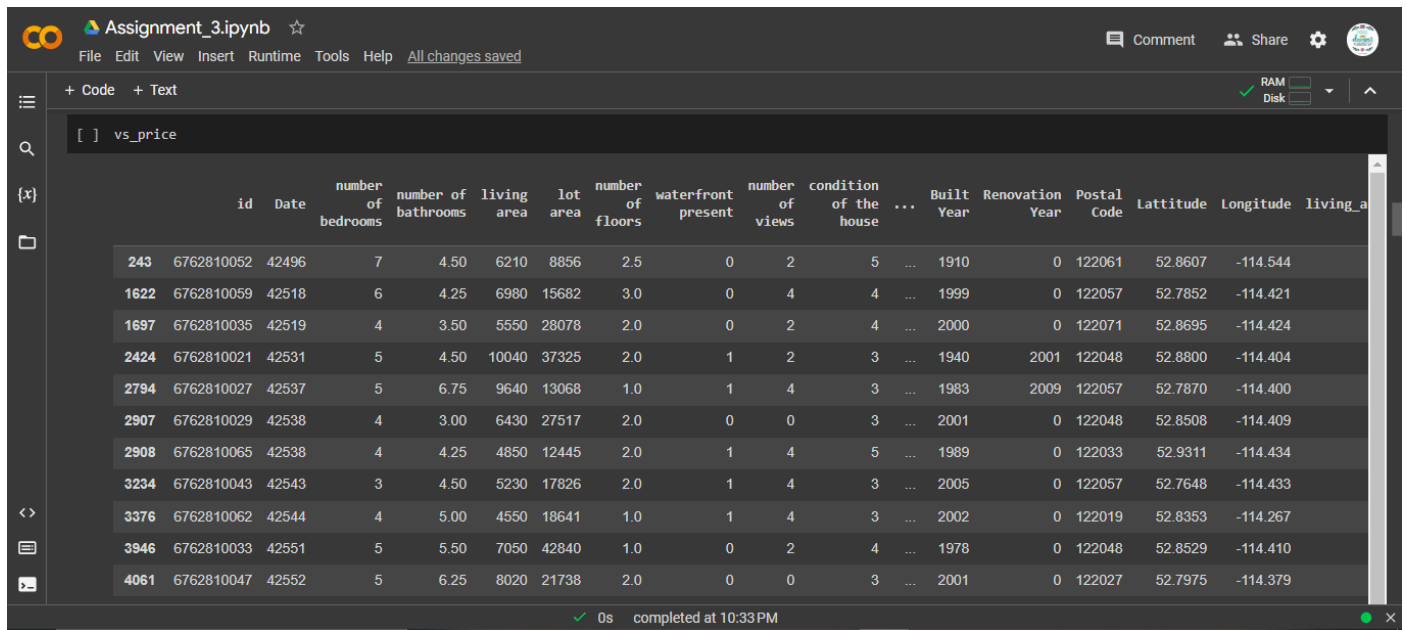 Assignment_3.ipynb
File Edit View Insert Runtime Tools Help All changes saved
Comment Share
+ Code + Text
RAM
Disk
[ ] vs_price
id Date number of bedrooms number of bathrooms living area lot area number of floors waterfront present number of views condition of the house ... Built Year Renovation Year Postal Code Lattitude Longitude living_a
243 6762810052 42496 7 4.50 6210 8856 2.5 0 2 5 ... 1910 0 122061 52.8607 -114.544
1622 6762810059 42518 6 4.25 6980 15682 3.0 0 4 4 ... 1999 0 122057 52.7852 -114.421
1697 6762810035 42519 4 3.50 5550 28078 2.0 0 2 4 ... 2000 0 122071 52.8695 -114.424
2424 6762810021 42531 5 4.50 10040 37325 2.0 1 2 3 ... 1940 2001 122048 52.8800 -114.404
2794 6762810027 42537 5 6.75 9640 13068 1.0 1 4 3 ... 1983 2009 122057 52.7870 -114.400
2907 6762810029 42538 4 3.00 6430 27517 2.0 0 0 3 ... 2001 0 122048 52.8508 -114.409
2908 6762810065 42538 4 4.25 4850 12445 2.0 1 4 5 ... 1989 0 122033 52.9311 -114.434
3234 6762810043 42543 3 4.50 5230 17826 2.0 1 4 3 ... 2005 0 122057 52.7648 -114.433
3376 6762810062 42544 4 5.00 4550 18641 1.0 1 4 3 ... 2002 0 122019 52.8353 -114.267
3946 6762810033 42551 5 5.50 7050 42840 1.0 0 2 4 ... 1978 0 122048 52.8529 -114.410
4061 6762810047 42552 5 6.25 8020 21738 2.0 0 0 3 ... 2001 0 122027 52.7975 -114.379
0s completed at 10:33 PM